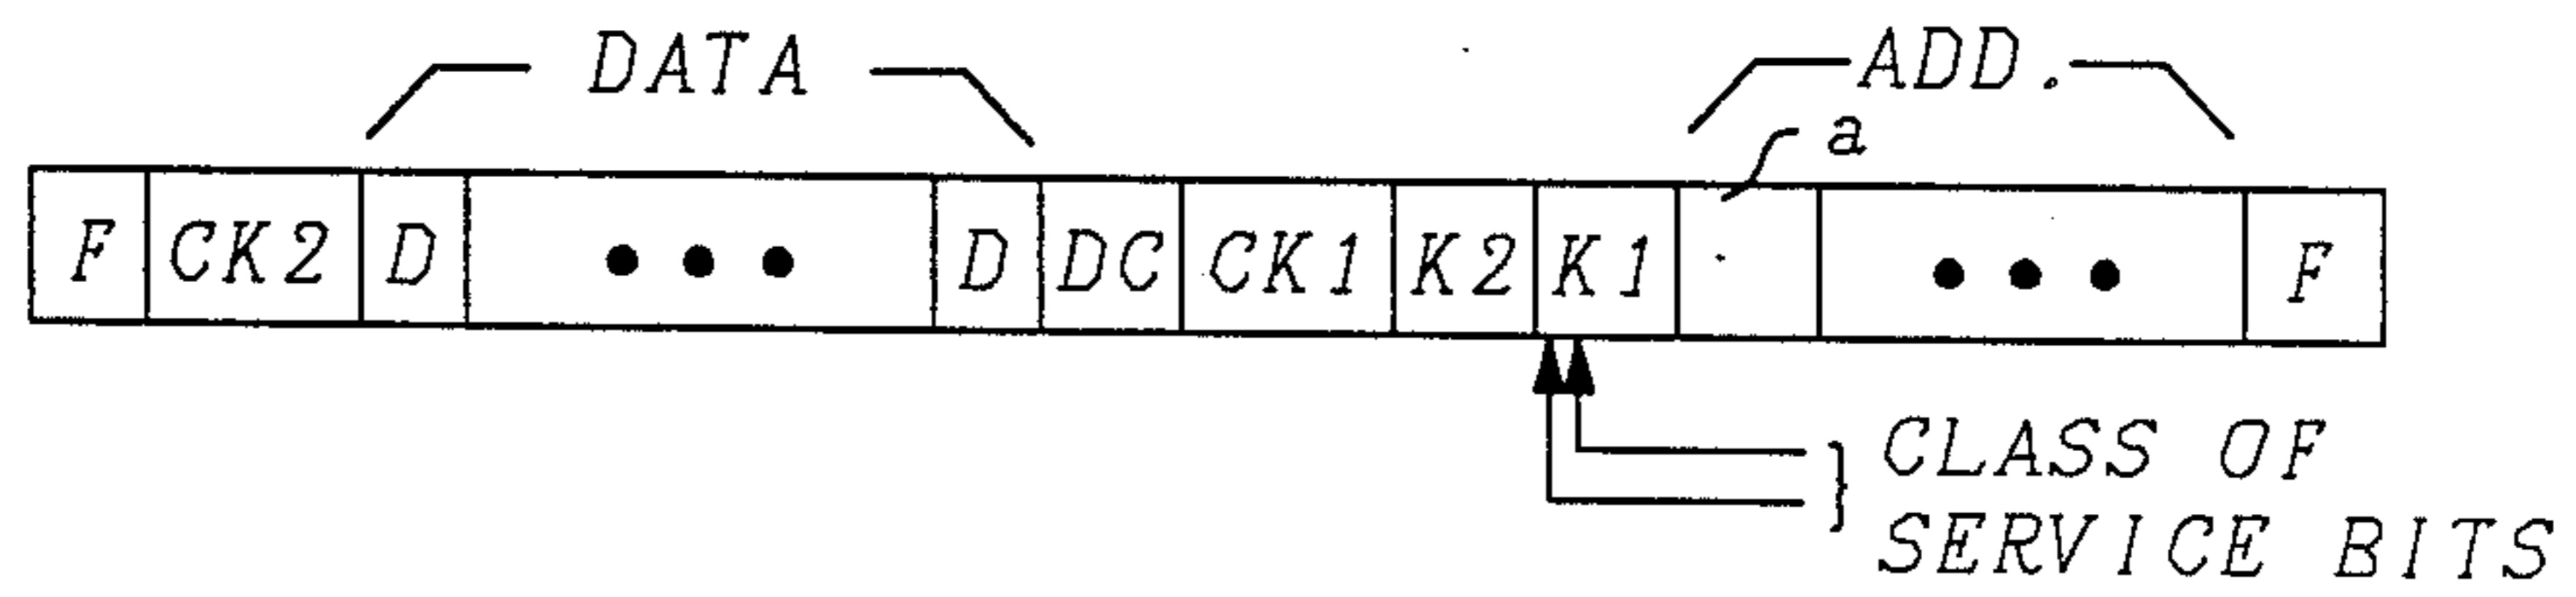 DATA ADD.
a
F CK2 D ● ● ● D DC CK1 K2 K1 ● ● ● F
CLASS OF
SERVICE BITS